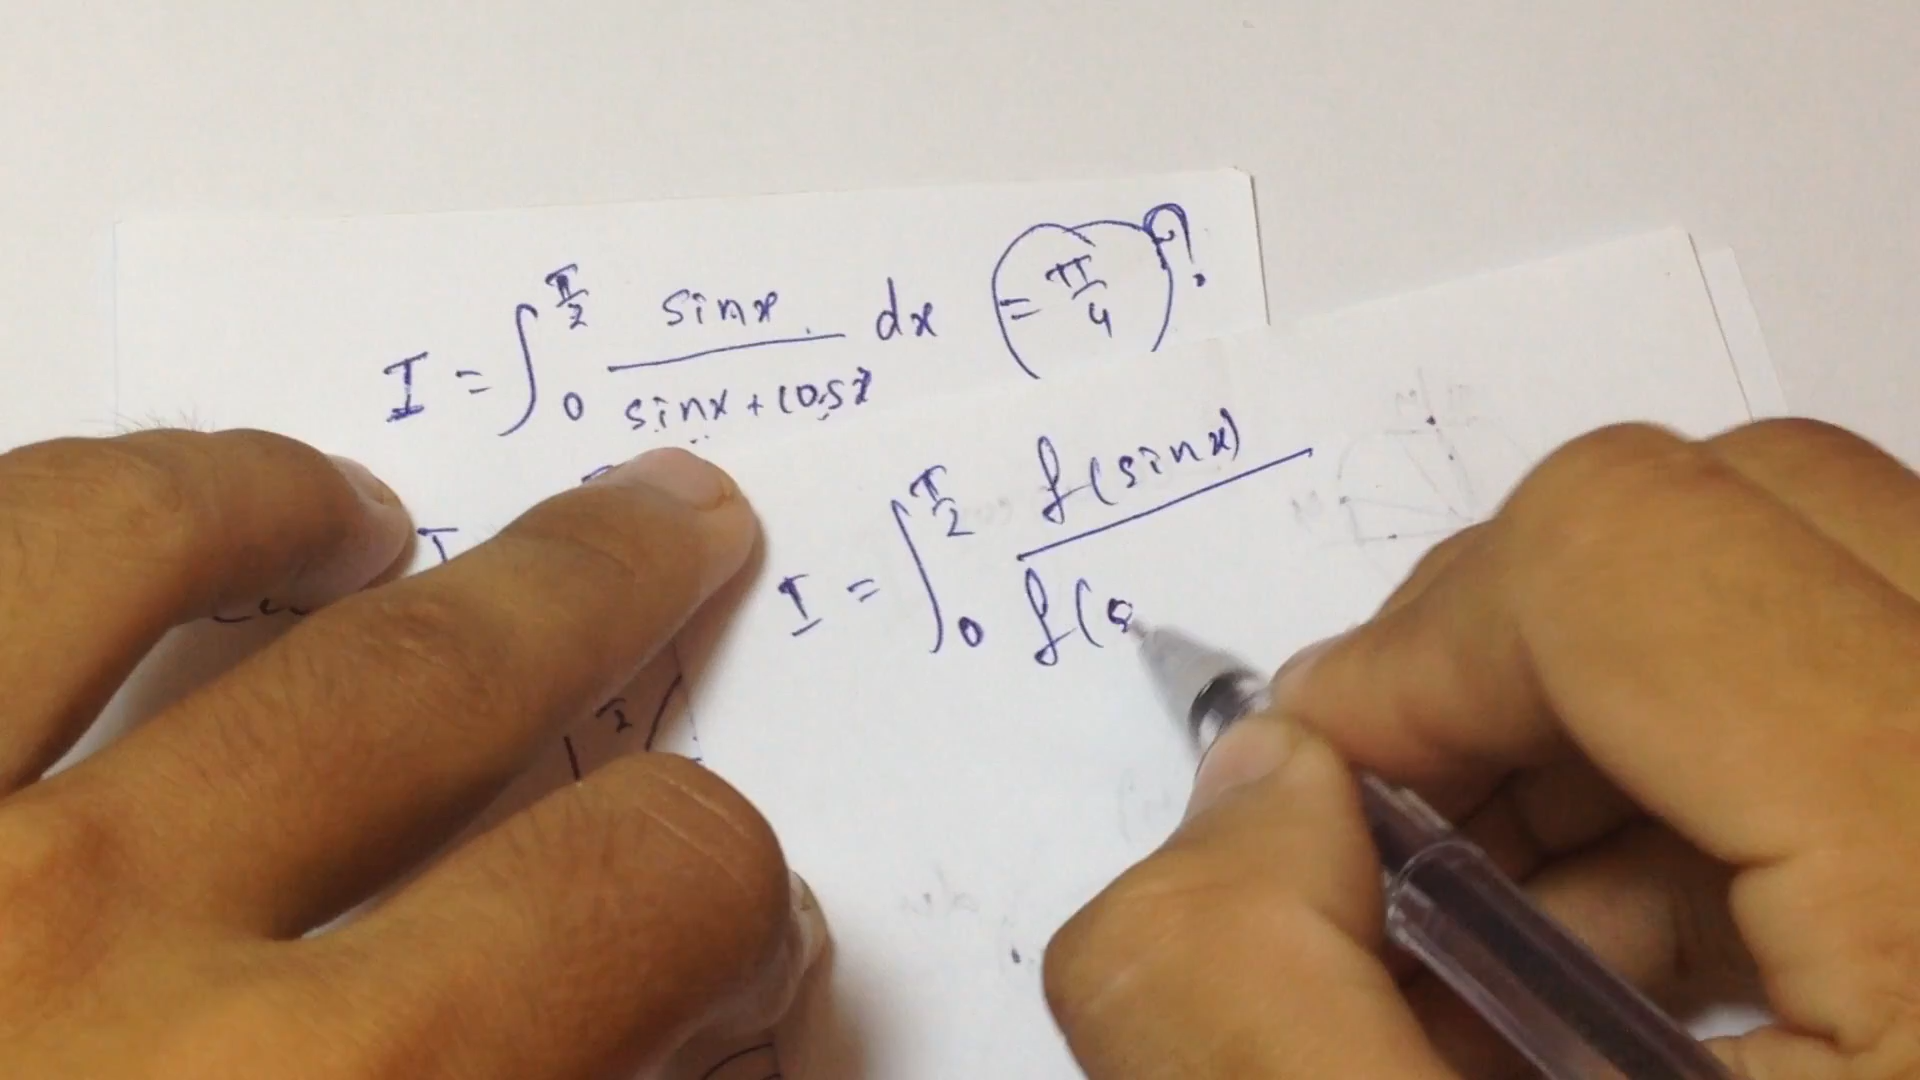 I = ∫₀^{π/2} sinx / (sinx + cosx) dx (= π/4)?
I
I
I = ∫₀^{π/2} f(sinx) / f(